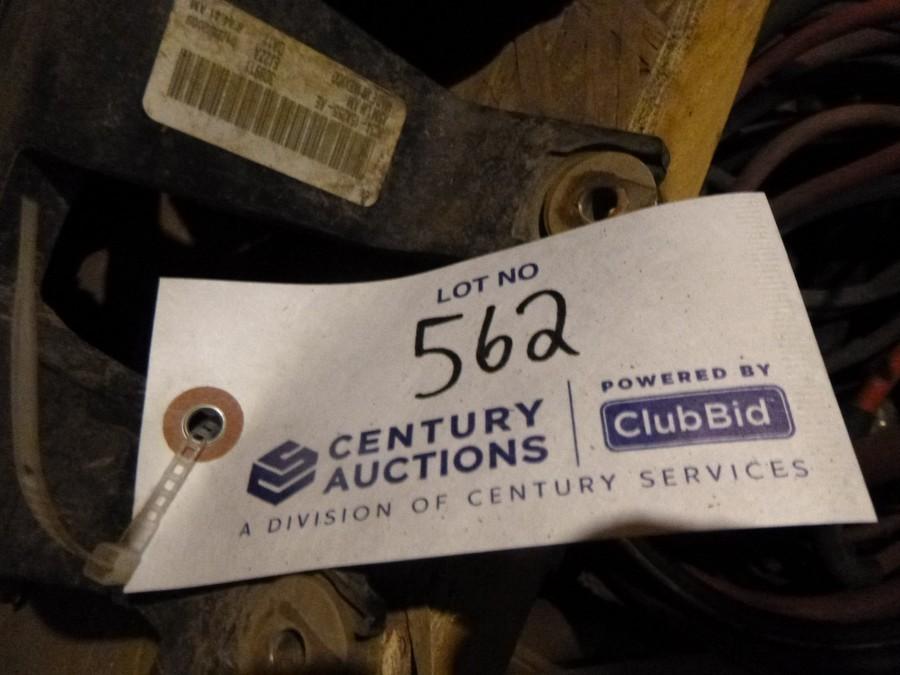 LOT NO
562
CENTURY
AUCTIONS
POWERED BY
ClubBid
A DIVISION OF CENTURY SERVICES